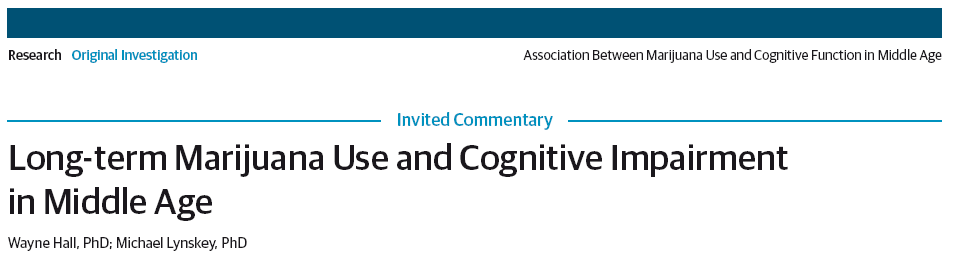 Research Original Investigation
Association Between Marijuana Use and Cognitive Function in Middle Age
Invited Commentary
Long-term Marijuana Use and Cognitive Impairment
in Middle Age
Wayne Hall, PhD; Michael Lynskey, PhD